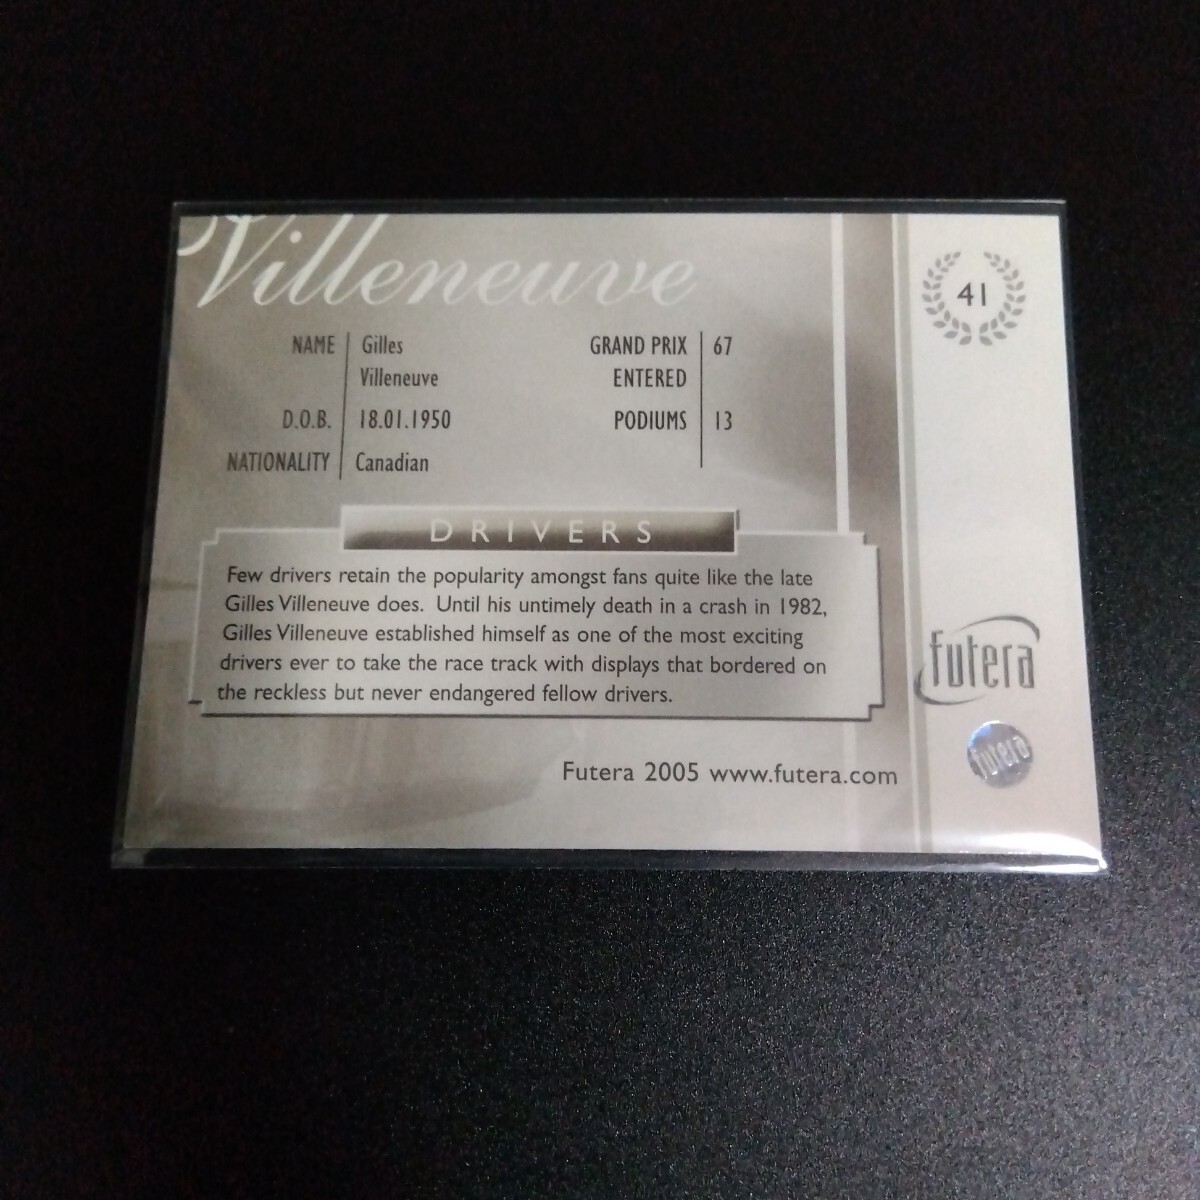 Villeneuve
41
NAME Gilles
Villeneuve
D.O.B. 18.01.1950
NATIONALITY Canadian
GRAND PRIX 67
ENTERED
PODIUMS 13
DRIVERS
Few drivers retain the popularity amongst fans quite like the late
Gilles Villeneuve does. Until his untimely death in a crash in 1982,
Gilles Villeneuve established himself as one of the most exciting
drivers ever to take the race track with displays that bordered on
the reckless but never endangered fellow drivers.
futera
futera
Futera 2005 www.futera.com